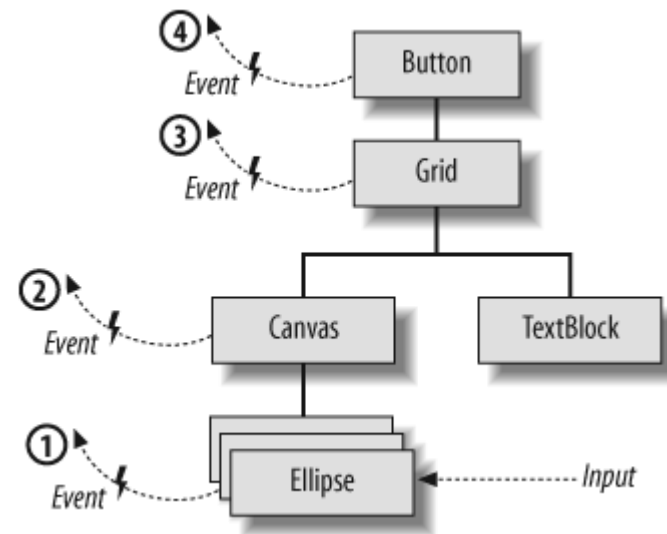 4
Button
Event
3
Grid
Event
2
Canvas
TextBlock
Event
1
Ellipse
Input
Event